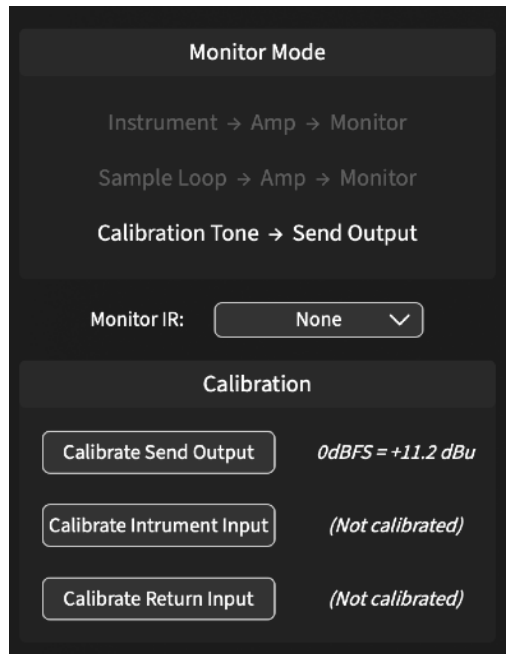 Monitor Mode
Instrument → Amp → Monitor
Sample Loop → Amp → Monitor
Calibration Tone → Send Output
Monitor IR: None
Calibration
Calibrate Send Output 0dBFS = +11.2 dBu
Calibrate Intrument Input (Not calibrated)
Calibrate Return Input (Not calibrated)